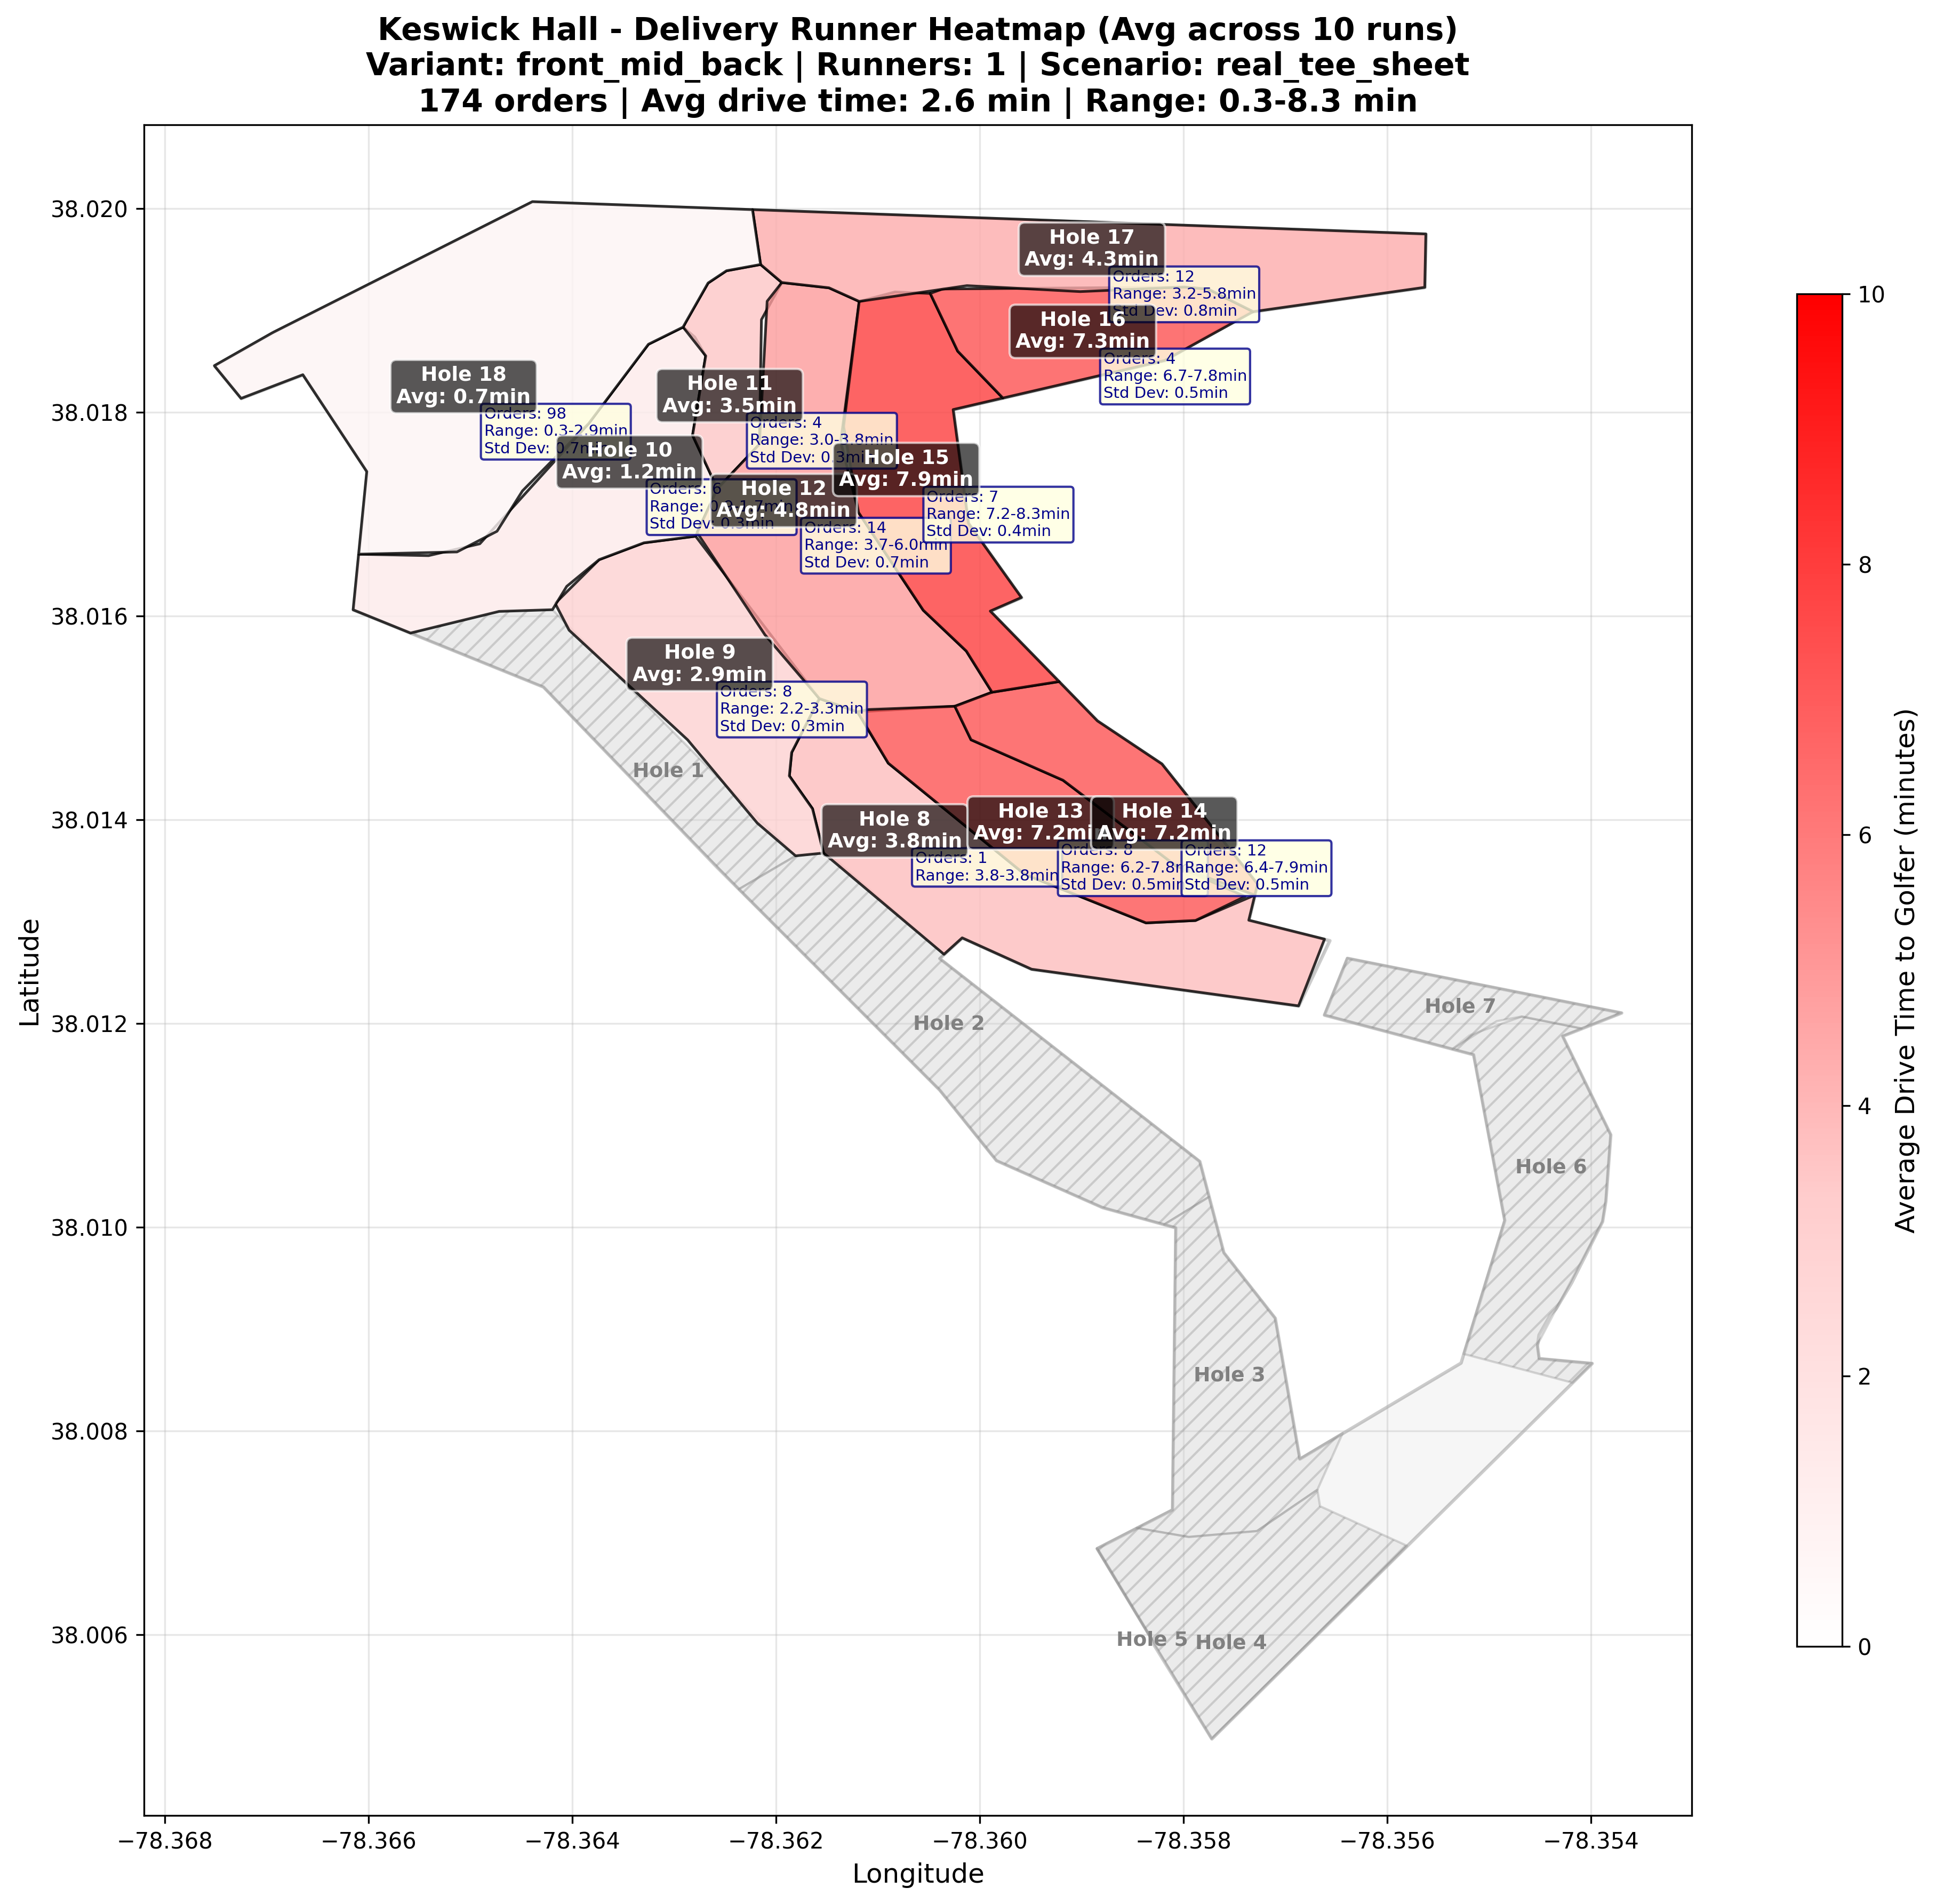 Keswick Hall - Delivery Runner Heatmap (Avg across 10 runs)
Variant: front_mid_back | Runners: 1 | Scenario: real_tee_sheet
174 orders | Avg drive time: 2.6 min | Range: 0.3-8.3 min
Hole 17
Avg: 4.3min
Orders: 12
Range: 3.2-5.8min
Std Dev: 0.8min
Hole 16
Avg: 7.3min
Orders: 4
Range: 6.7-7.8min
Std Dev: 0.5min
Hole 18
Avg: 0.7min
Orders: 98
Range: 0.3-2.9min
Std Dev: 0.7min
Hole 11
Avg: 3.5min
Orders: 4
Range: 3.0-3.8min
Std Dev: 0.3min
Hole 10
Avg: 1.2min
Orders: 6
Range:
Std Dev: 0.3min
Hole 15
Avg: 7.9min
Orders: 7
Range: 7.2-8.3min
Std Dev: 0.4min
Hole 12
Avg: 4.8min
Orders: 14
Range: 3.7-6.0min
Std Dev: 0.7min
Hole 9
Avg: 2.9min
Orders: 8
Range: 2.2-3.3min
Std Dev: 0.3min
Hole 1
Hole 8
Avg: 3.8min
Orders: 1
Range: 3.8-3.8min
Hole 13
Avg: 7.2min
Orders: 8
Range: 6.2-7.8min
Std Dev: 0.5min
Hole 14
Avg: 7.2min
Orders: 12
Range: 6.4-7.9min
Std Dev: 0.5min
Hole 2
Hole 7
Hole 6
Hole 3
Hole 5
Hole 4
38.020
38.018
38.016
38.014
38.012
38.010
38.008
38.006
Latitude
−78.368
−78.366
−78.364
−78.362
−78.360
−78.358
−78.356
−78.354
Longitude
10
8
6
4
2
0
Average Drive Time to Golfer (minutes)